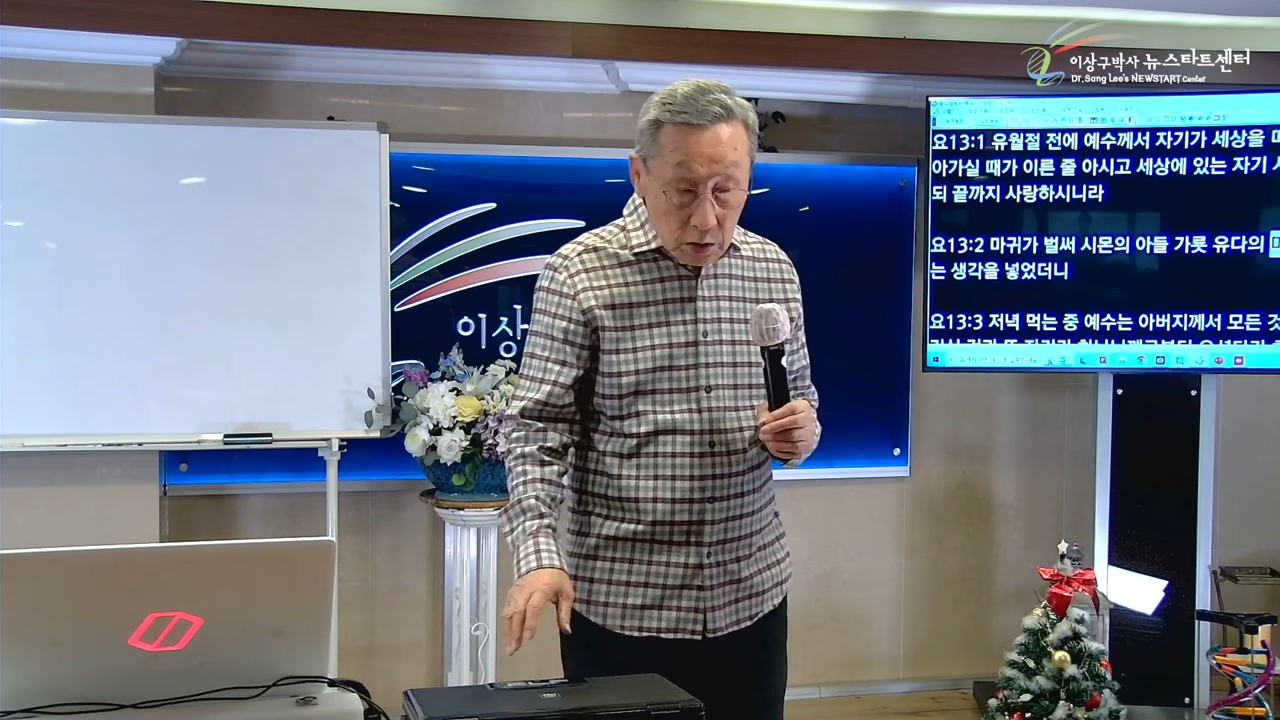 이상구박사 뉴스타트센터
Dr. Sang Lee's NEWSTART Center
요13:1 유월절 전에 예수께서 자기가 세상을
아가실 때가 이른 줄 아시고 세상에 있는 자기
되 끝까지 사랑하시니라
요13:2 마귀가 벌써 시몬의 아들 가룟 유다의
는 생각을 넣었더니
요13:3 저녁 먹는 중 예수는 아버지께서 모든
이상